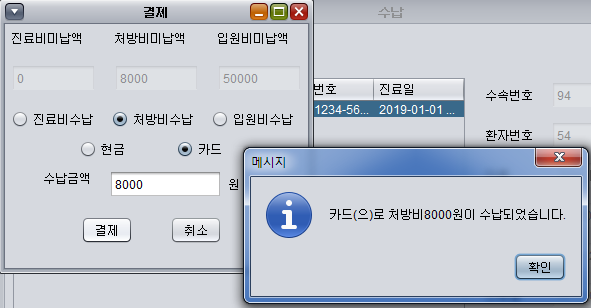 결제
수납
진료비미납액 처방비미납액 입원비미납액
0 8000 50000
번호 진료일
1234-56... 2019-01-01 ...
수속번호 94
진료비수납 처방비수납 입원비수납
환자번호 54
현금 카드
메시지
수납금액 8000 원
카드(으)로 처방비8000원이 수납되었습니다.
결제 취소
확인